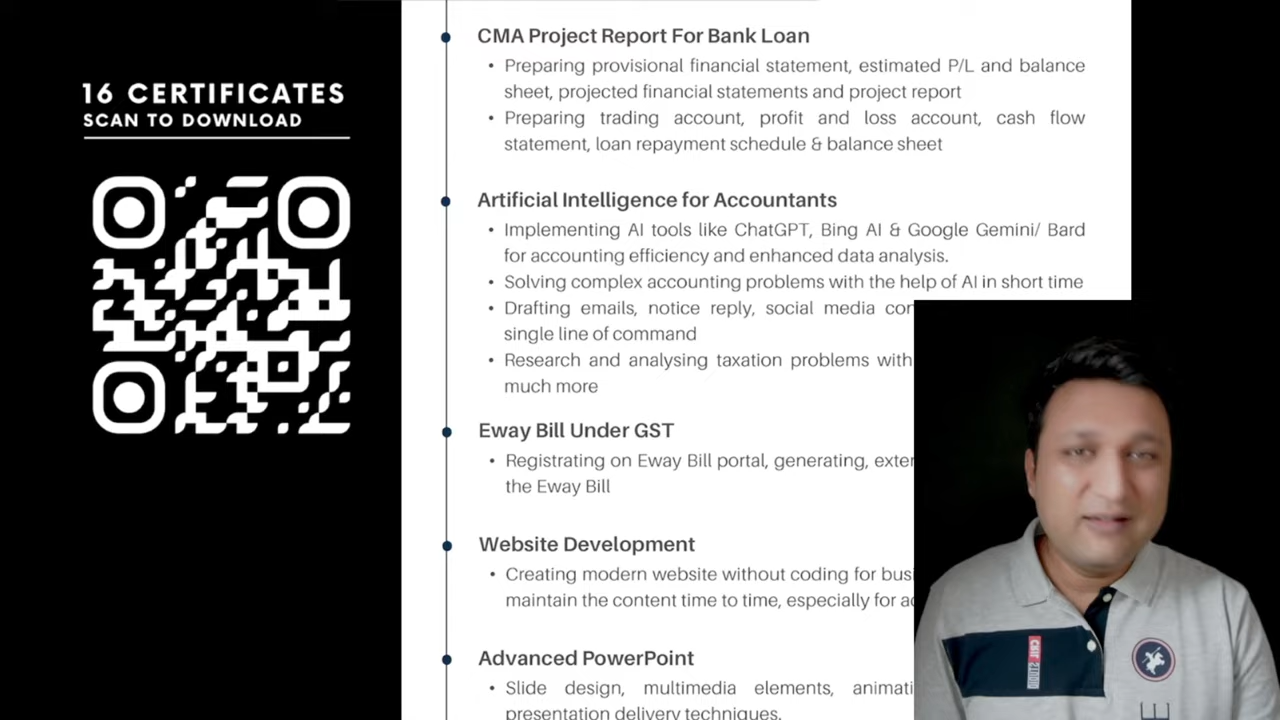 16 CERTIFICATES
SCAN TO DOWNLOAD
CMA Project Report For Bank Loan
• Preparing provisional financial statement, estimated P/L and balance
sheet, projected financial statements and project report
• Preparing trading account, profit and loss account, cash flow
statement, loan repayment schedule & balance sheet
Artificial Intelligence for Accountants
• Implementing AI tools like ChatGPT, Bing AI & Google Gemini/ Bard
for accounting efficiency and enhanced data analysis.
• Solving complex accounting problems with the help of AI in short time
• Drafting emails, notice reply, social media con
single line of command
• Research and analysing taxation problems with
much more
Eway Bill Under GST
• Registrating on Eway Bill portal, generating, exter
the Eway Bill
Website Development
• Creating modern website without coding for busi
maintain the content time to time, especially for ac
Advanced PowerPoint
• Slide design, multimedia elements, animati
presentation delivery techniques.